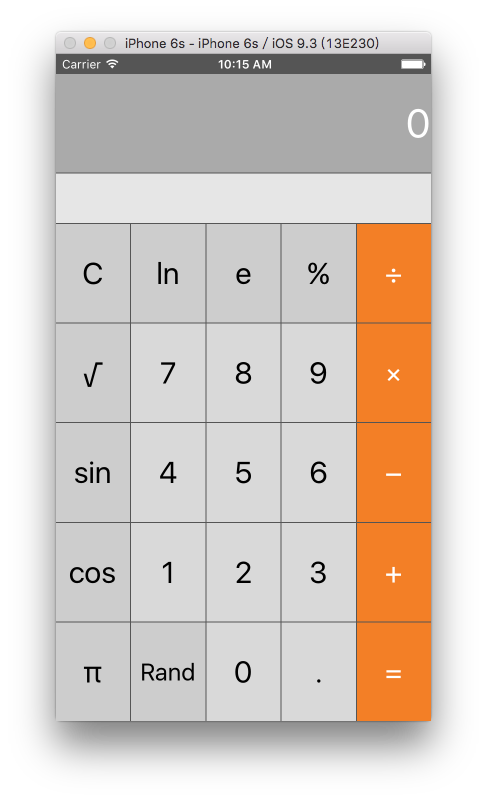 iPhone 6s - iPhone 6s / iOS 9.3 (13E230)
Carrier 10:15 AM
0
C ln e % ÷
√ 7 8 9 ×
sin 4 5 6 −
cos 1 2 3 +
π Rand 0 . =